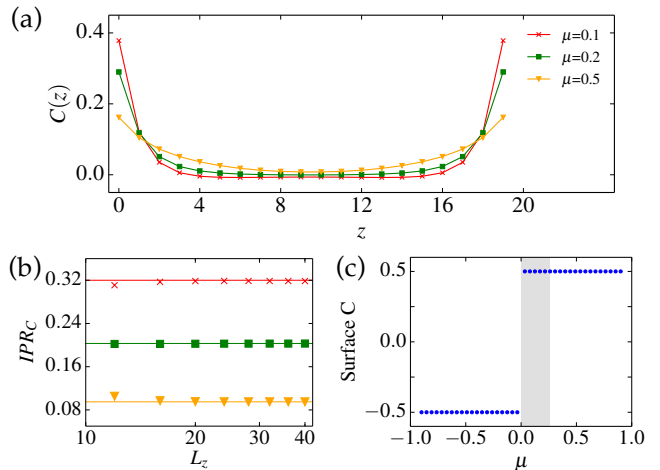 (a)
C(z)
0.4
0.2
0.0
μ=0.1
μ=0.2
μ=0.5
0 4 8 12 16 20
z
(b)
IPR_C
0.32
0.24
0.16
0.08
10 20 30 40
L_z
(c)
Surface C
0.5
0.0
−0.5
−1.0 −0.5 0.0 0.5 1.0
μ